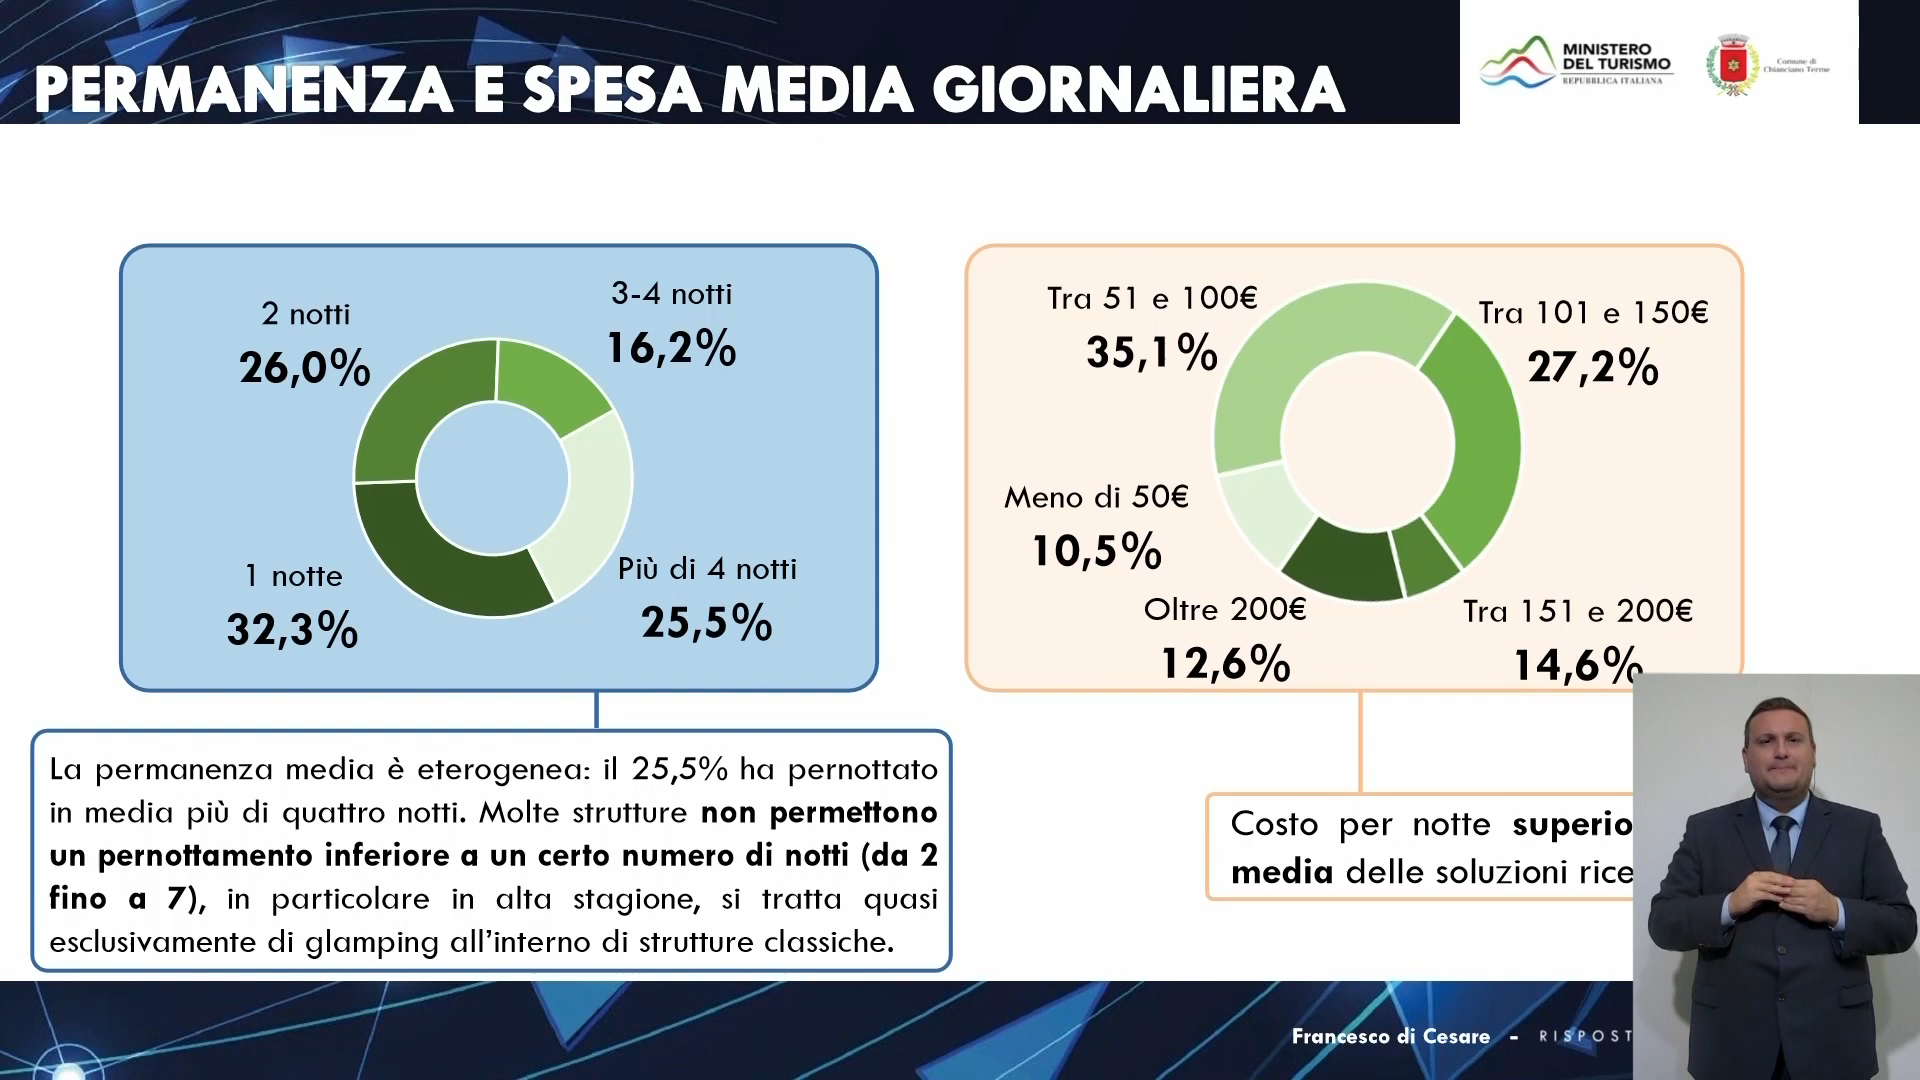 PERMANENZA E SPESA MEDIA GIORNALIERA
MINISTERO
DEL TURISMO
REPUBBLICA ITALIANA
Comune di
Chianciano Terme
2 notti
26,0%
3-4 notti
16,2%
1 notte
32,3%
Più di 4 notti
25,5%
Tra 51 e 100€
35,1%
Tra 101 e 150€
27,2%
Meno di 50€
10,5%
Oltre 200€
12,6%
Tra 151 e 200€
14,6%
La permanenza media è eterogenea: il 25,5% ha pernottato
in media più di quattro notti. Molte strutture non permettono
un pernottamento inferiore a un certo numero di notti (da 2
fino a 7), in particolare in alta stagione, si tratta quasi
esclusivamente di glamping all’interno di strutture classiche.
Costo per notte
media delle soluzioni
Francesco di Cesare -